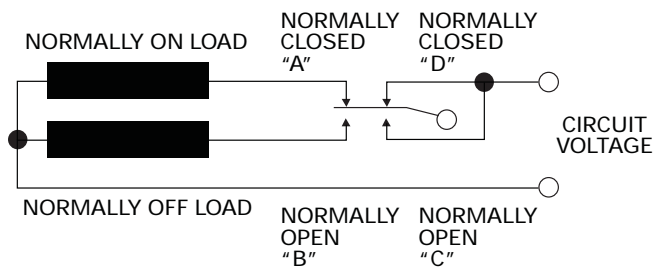 NORMALLY ON LOAD
NORMALLY
CLOSED
“A”
NORMALLY
CLOSED
“D”
CIRCUIT
VOLTAGE
NORMALLY OFF LOAD
NORMALLY
OPEN
“B”
NORMALLY
OPEN
“C”